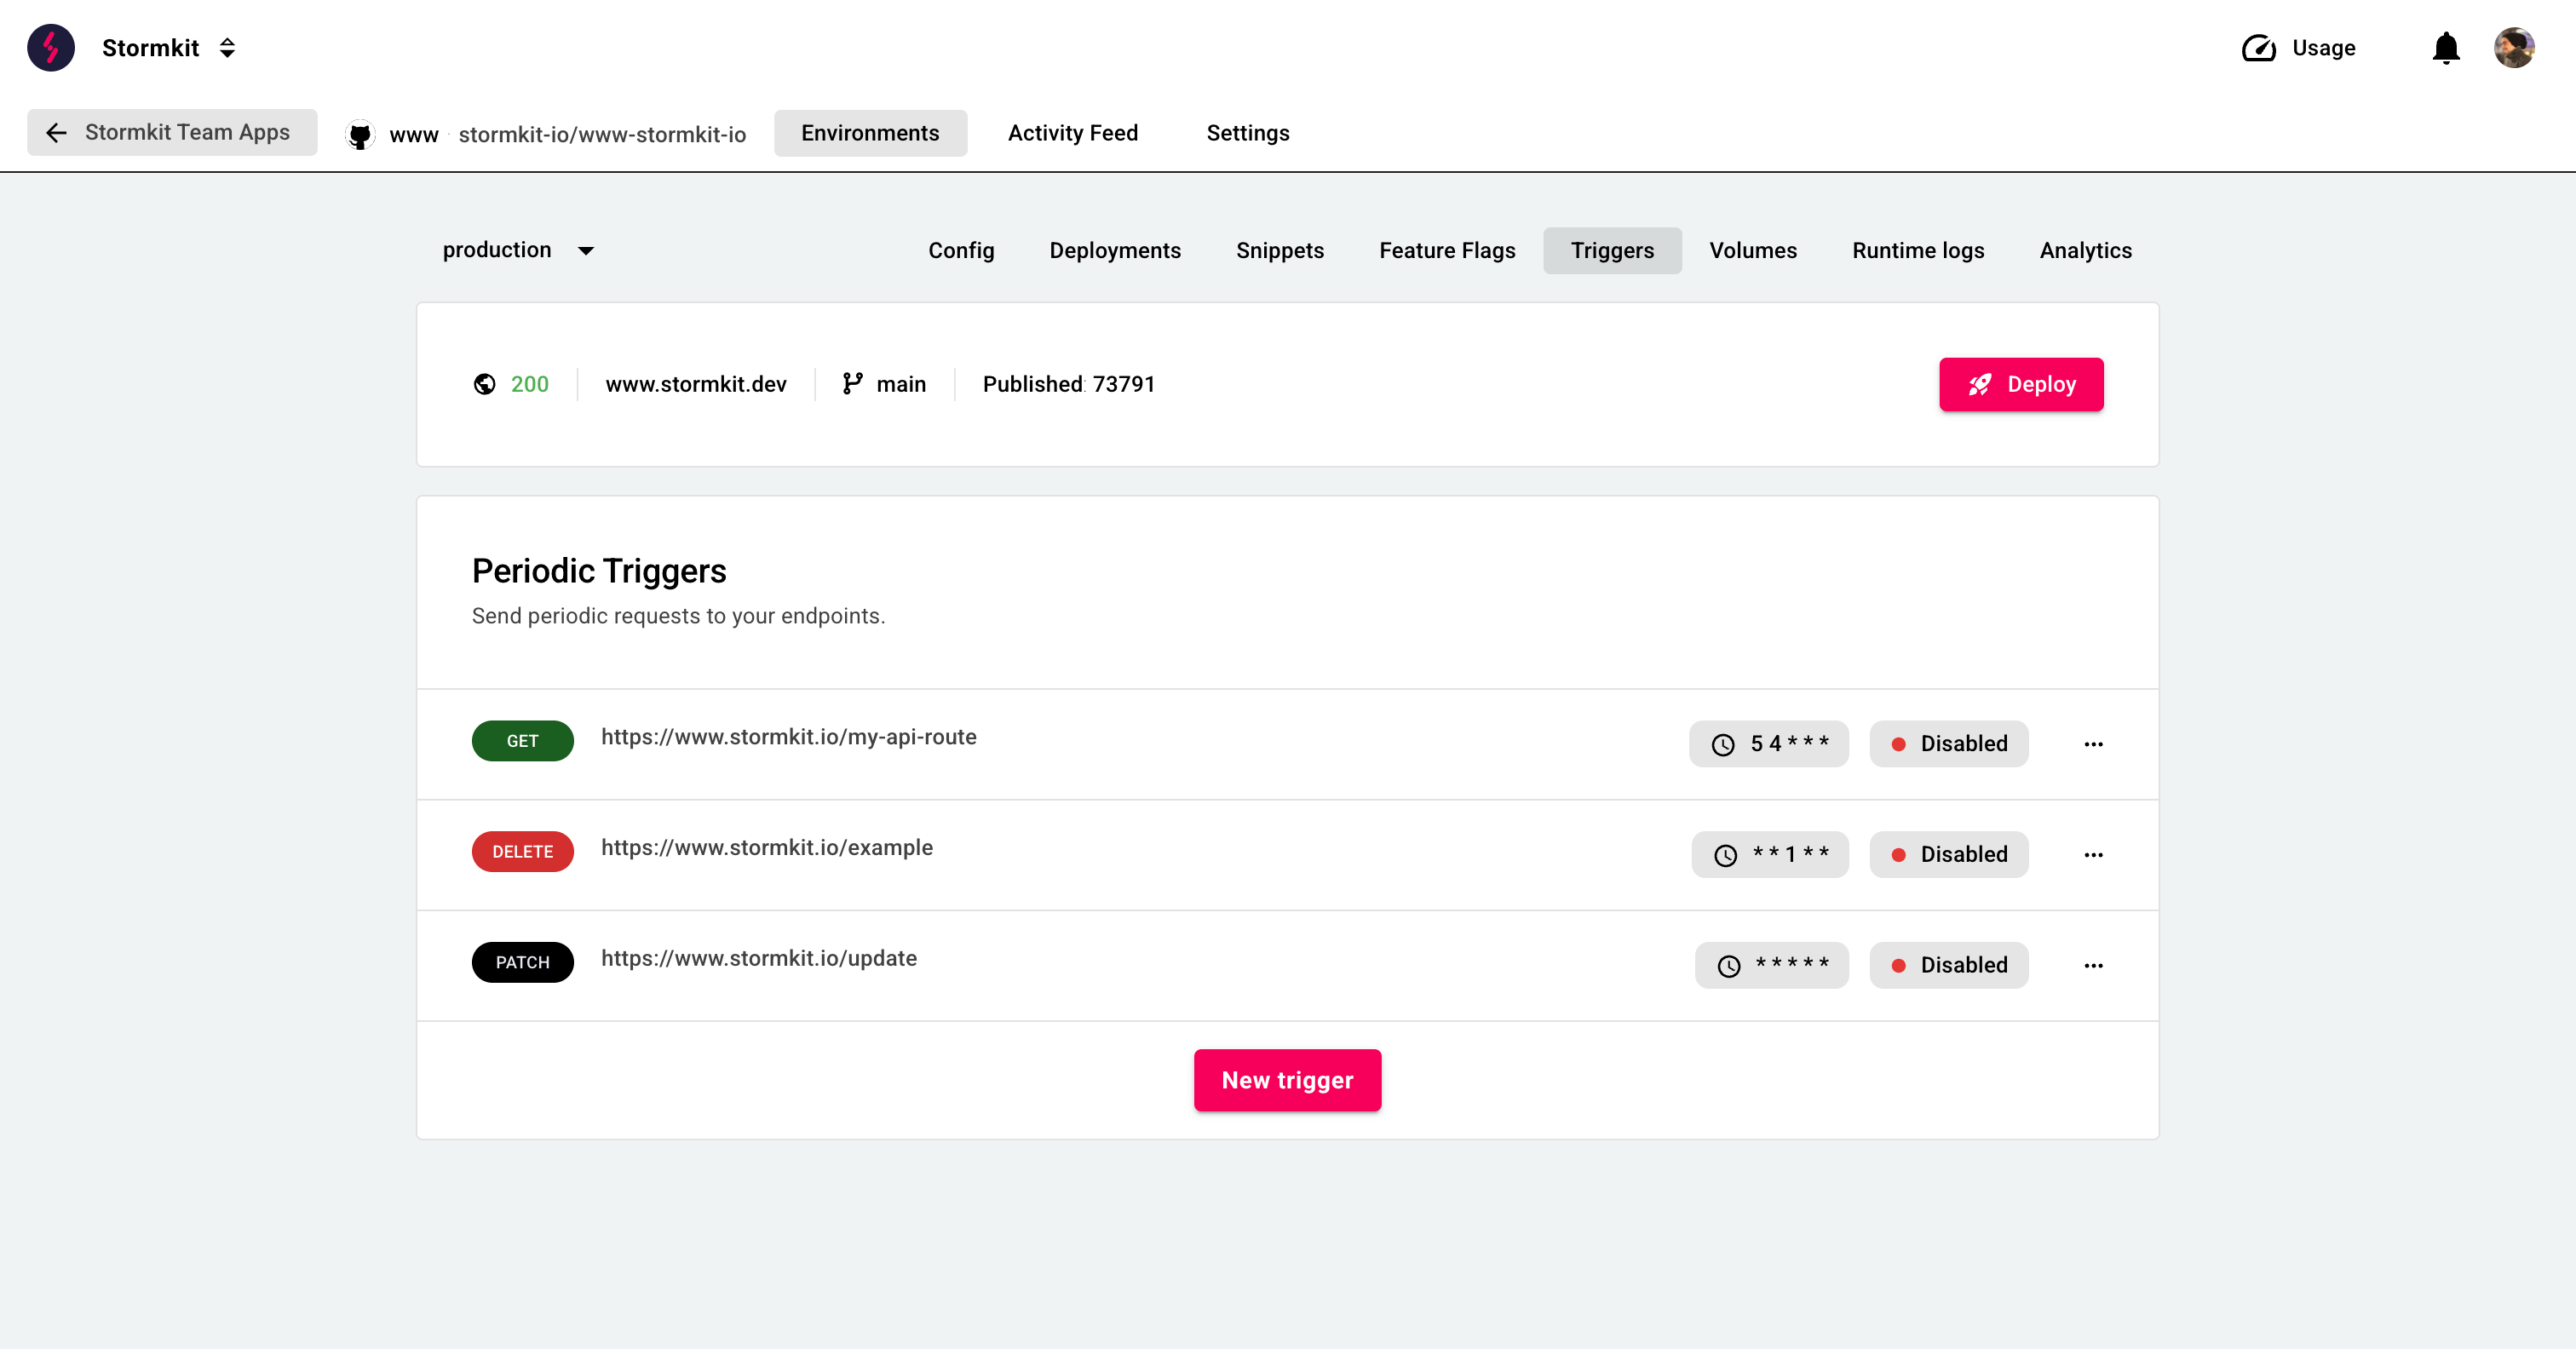 Stormkit
Usage
Stormkit Team Apps
www · stormkit-io/www-stormkit-io
Environments
Activity Feed
Settings
production
Config
Deployments
Snippets
Feature Flags
Triggers
Volumes
Runtime logs
Analytics
200
www.stormkit.dev
main
Published: 73791
Deploy
Periodic Triggers
Send periodic requests to your endpoints.
GET https://www.stormkit.io/my-api-route 5 4 * * * Disabled
DELETE https://www.stormkit.io/example * * 1 * * Disabled
PATCH https://www.stormkit.io/update * * * * * Disabled
New trigger